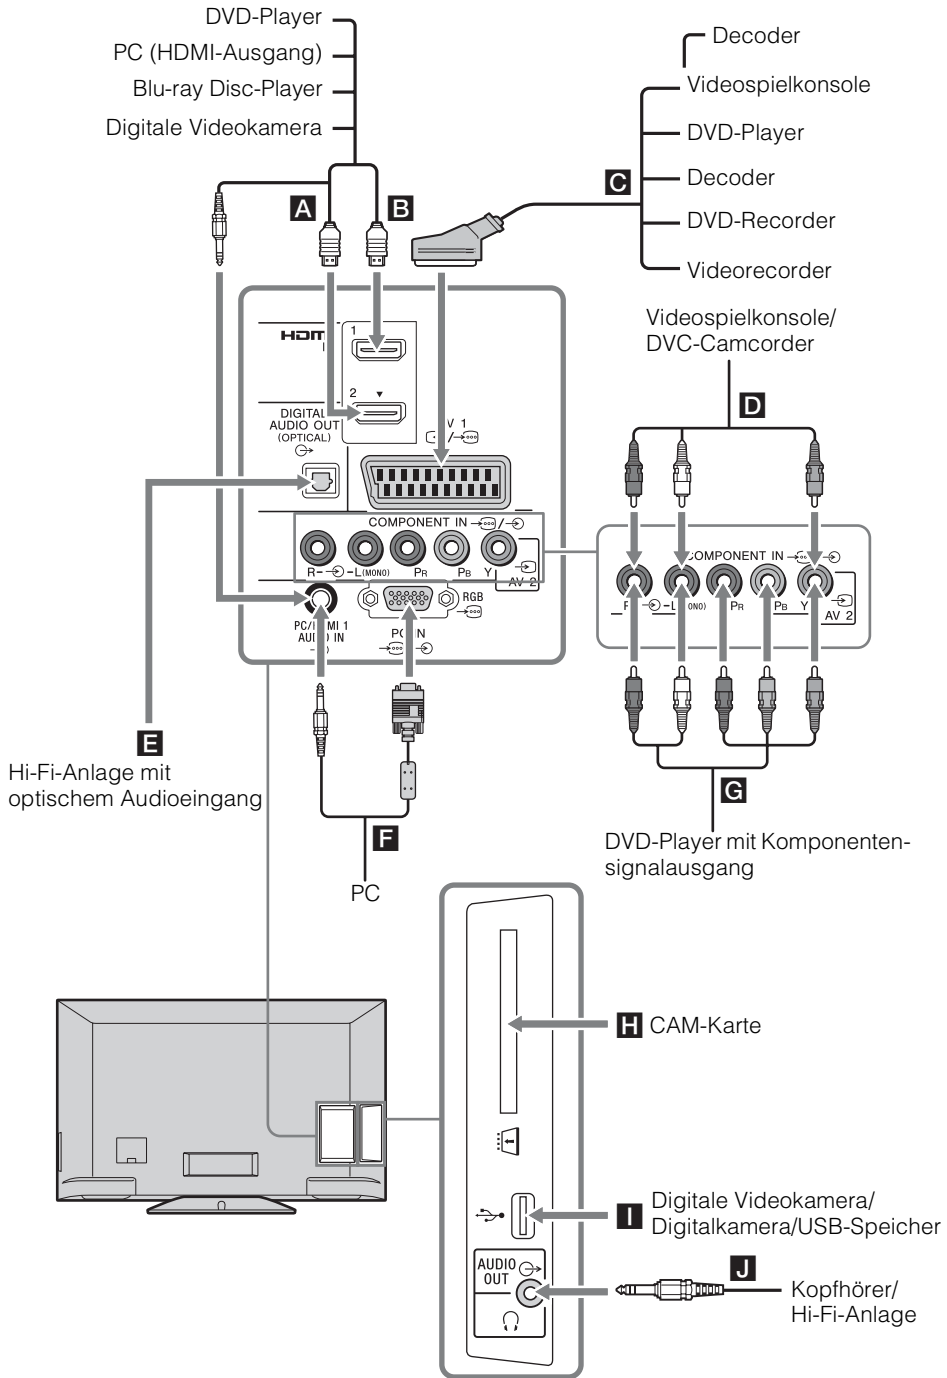 DVD-Player
PC (HDMI-Ausgang)
Blu-ray Disc-Player
Digitale Videokamera
Decoder
Videospielkonsole
DVD-Player
Decoder
DVD-Recorder
Videorecorder
A
B
C
Videospielkonsole/
DVC-Camcorder
D
1
2
DIGITAL
AUDIO OUT
(OPTICAL)
V 1
COMPONENT IN
R- -L(MONO) PR PB Y
AV 2
RGB
PC IN
AUDIO IN
COMPONENT IN
PR PB Y
AV 2
E
Hi-Fi-Anlage mit
optischem Audioeingang
F
PC
G
DVD-Player mit Komponenten-
signalausgang
H CAM-Karte
I Digitale Videokamera/
Digitalkamera/USB-Speicher
AUDIO
OUT
J
Kopfhörer/
Hi-Fi-Anlage